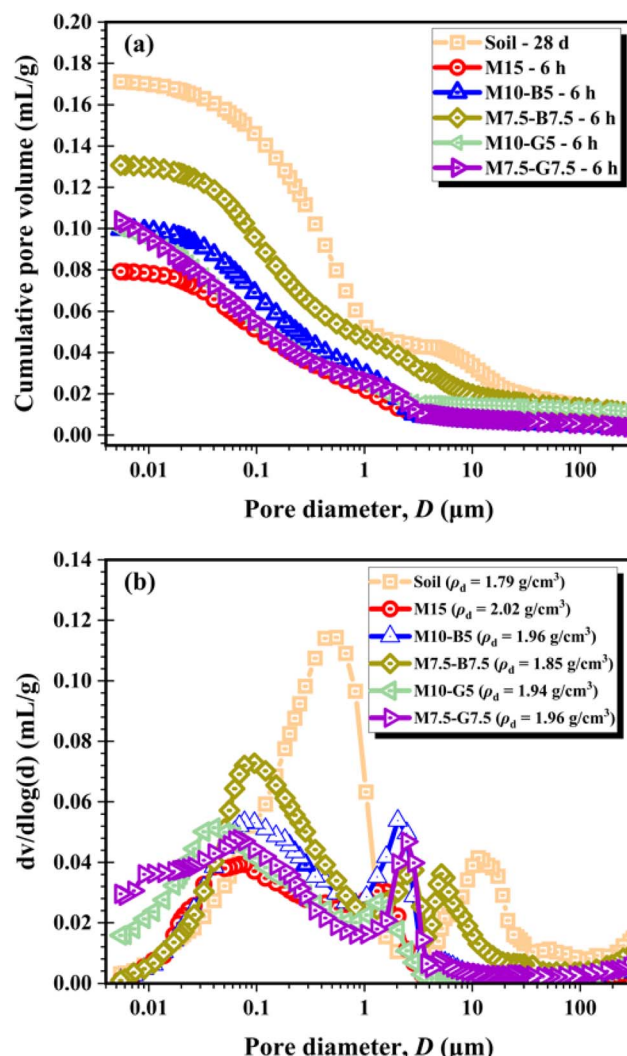 (a)
Soil - 28 d
M15 - 6 h
M10-B5 - 6 h
M7.5-B7.5 - 6 h
M10-G5 - 6 h
M7.5-G7.5 - 6 h
Cumulative pore volume (mL/g)
0.20
0.18
0.16
0.14
0.12
0.10
0.08
0.06
0.04
0.02
0.00
0.01 0.1 1 10 100
Pore diameter, D (μm)
(b)
Soil (ρd = 1.79 g/cm³)
M15 (ρd = 2.02 g/cm³)
M10-B5 (ρd = 1.96 g/cm³)
M7.5-B7.5 (ρd = 1.85 g/cm³)
M10-G5 (ρd = 1.94 g/cm³)
M7.5-G7.5 (ρd = 1.96 g/cm³)
dv/dlog(d) (mL/g)
0.14
0.12
0.10
0.08
0.06
0.04
0.02
0.00
0.01 0.1 1 10 100
Pore diameter, D (μm)